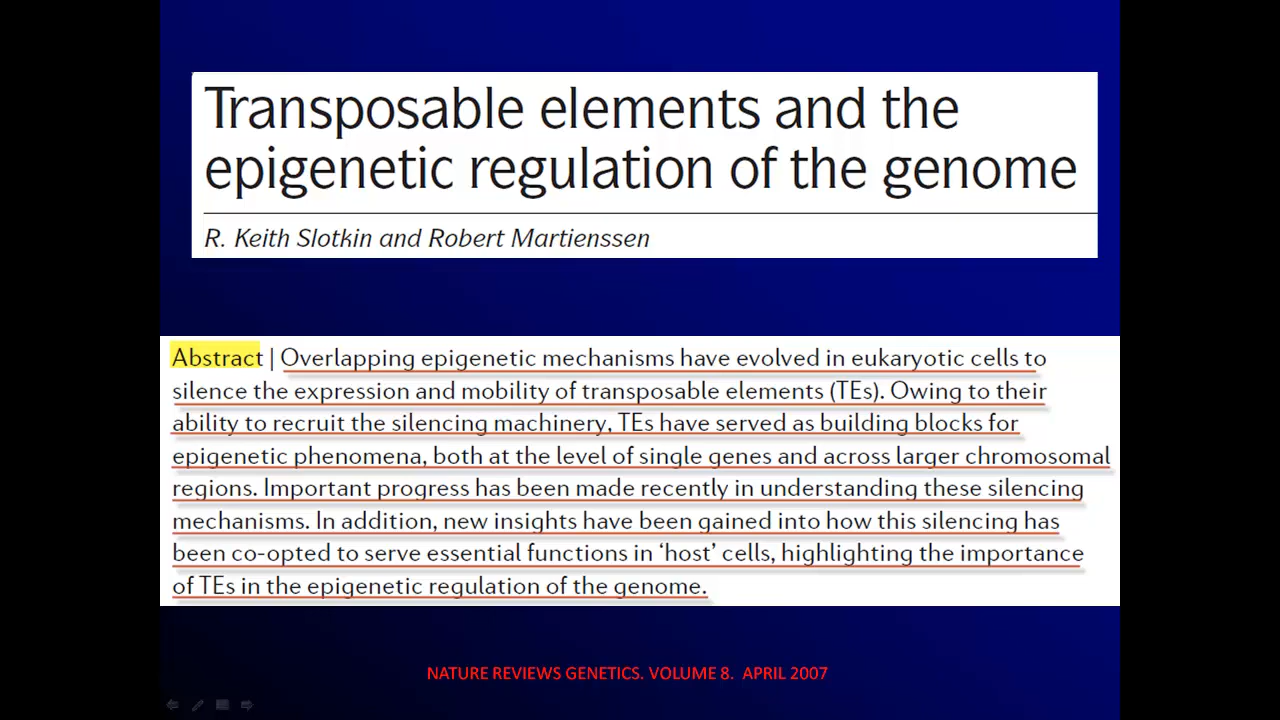 Transposable elements and the
epigenetic regulation of the genome
R. Keith Slotkin and Robert Martienssen
Abstract | Overlapping epigenetic mechanisms have evolved in eukaryotic cells to
silence the expression and mobility of transposable elements (TEs). Owing to their
ability to recruit the silencing machinery, TEs have served as building blocks for
epigenetic phenomena, both at the level of single genes and across larger chromosomal
regions. Important progress has been made recently in understanding these silencing
mechanisms. In addition, new insights have been gained into how this silencing has
been co-opted to serve essential functions in ‘host’ cells, highlighting the importance
of TEs in the epigenetic regulation of the genome.
NATURE REVIEWS GENETICS. VOLUME 8. APRIL 2007